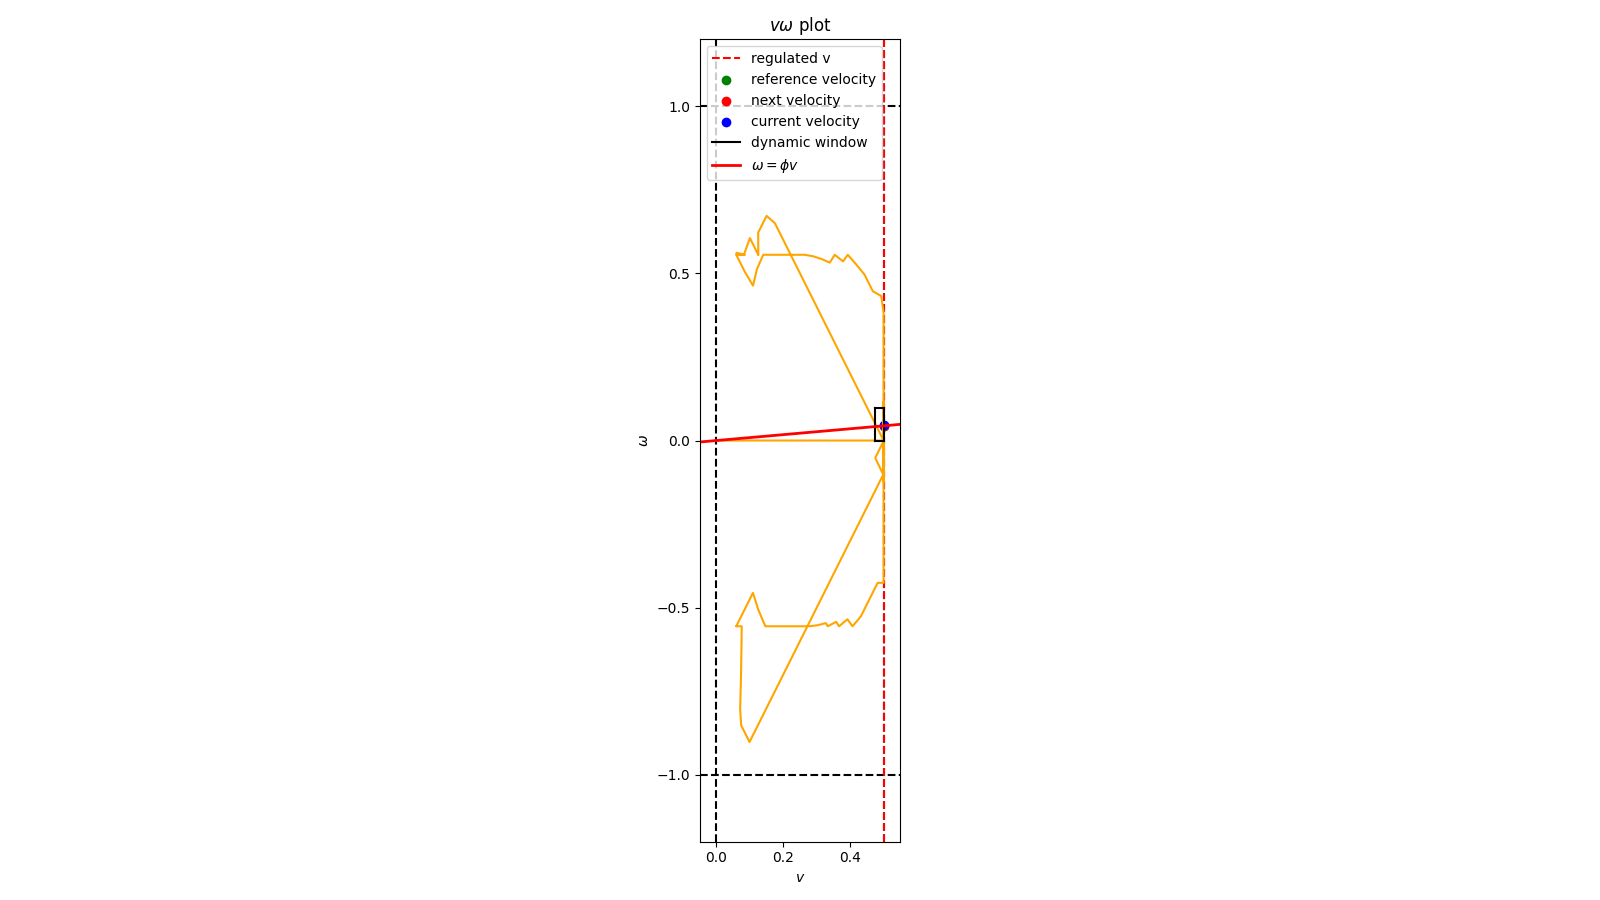 vω plot
regulated v
reference velocity
next velocity
current velocity
dynamic window
ω = ϕv
1.0
0.5
0.0
−0.5
−1.0
ω
0.0 0.2 0.4
v